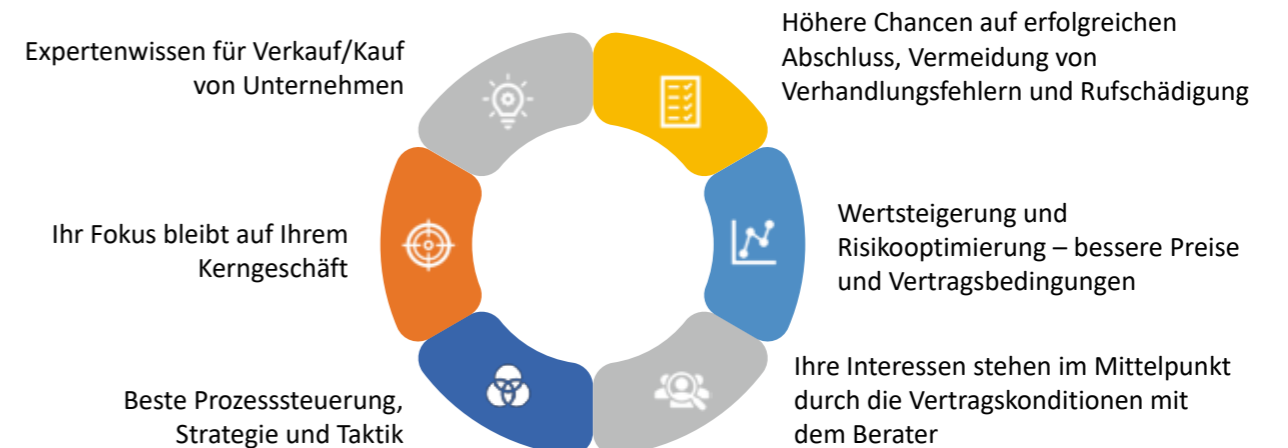 Expertenwissen für Verkauf/Kauf
von Unternehmen
Höhere Chancen auf erfolgreichen
Abschluss, Vermeidung von
Verhandlungsfehlern und Rufschädigung
Ihr Fokus bleibt auf Ihrem
Kerngeschäft
Wertsteigerung und
Risikooptimierung – bessere Preise
und Vertragsbedingungen
Beste Prozesssteuerung,
Strategie und Taktik
Ihre Interessen stehen im Mittelpunkt
durch die Vertragskonditionen mit
dem Berater